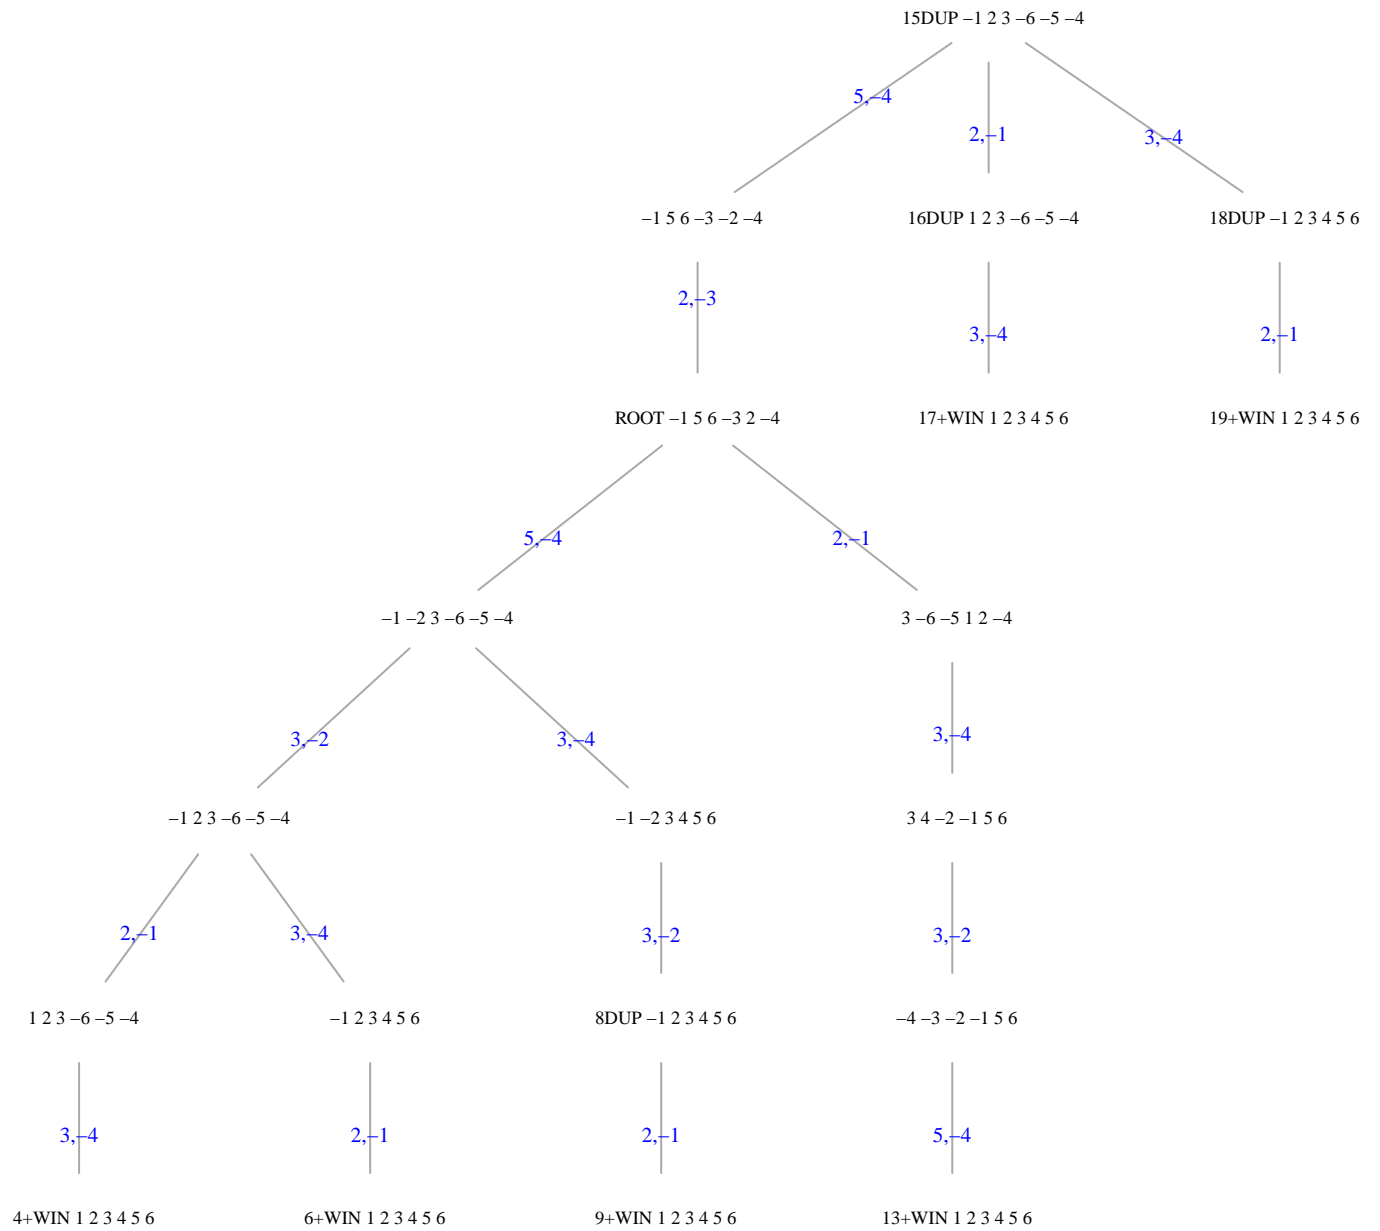 15DUP –1 2 3 –6 –5 –4
5,–4
2,–1
3,–4
–1 5 6 –3 –2 –4
16DUP 1 2 3 –6 –5 –4
18DUP –1 2 3 4 5 6
2,–3
3,–4
2,–1
ROOT –1 5 6 –3 2 –4
17+WIN 1 2 3 4 5 6
19+WIN 1 2 3 4 5 6
5,–4
2,–1
–1 –2 3 –6 –5 –4
3 –6 –5 1 2 –4
3,–2
3,–4
3,–4
–1 2 3 –6 –5 –4
–1 –2 3 4 5 6
3 4 –2 –1 5 6
2,–1
3,–4
3,–2
3,–2
1 2 3 –6 –5 –4
–1 2 3 4 5 6
8DUP –1 2 3 4 5 6
–4 –3 –2 –1 5 6
3,–4
2,–1
2,–1
5,–4
4+WIN 1 2 3 4 5 6
6+WIN 1 2 3 4 5 6
9+WIN 1 2 3 4 5 6
13+WIN 1 2 3 4 5 6